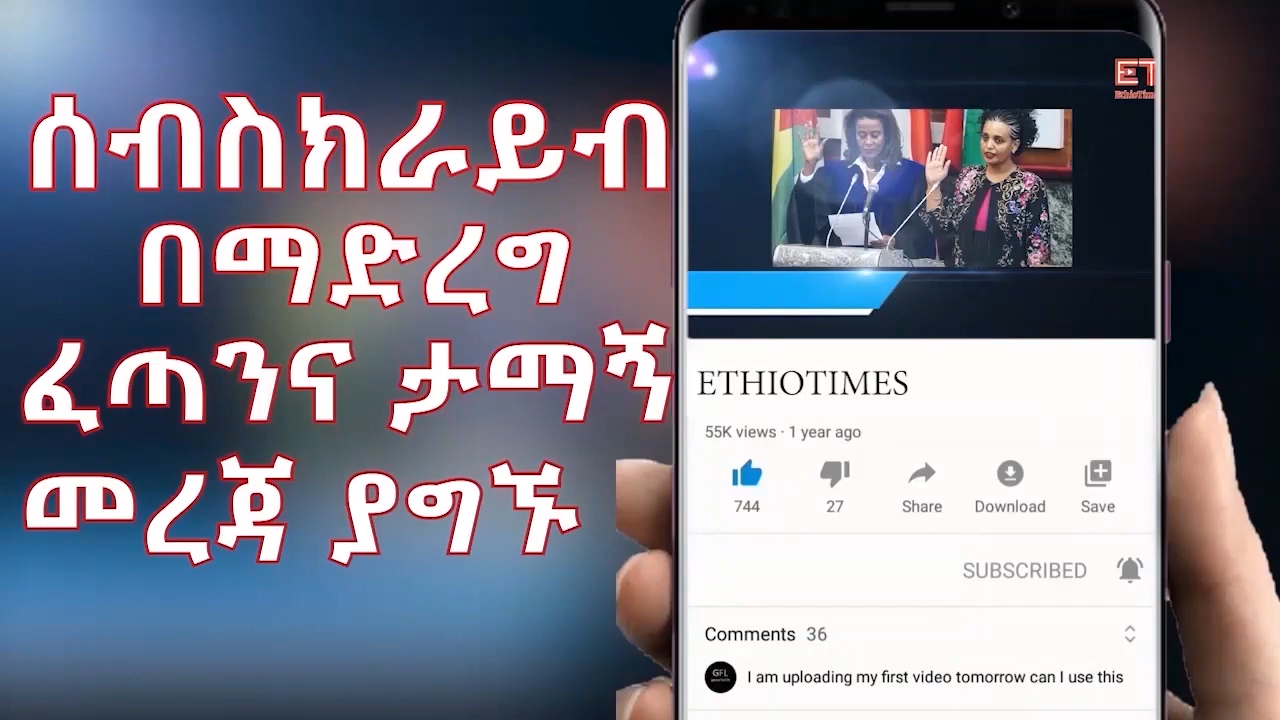 ሰብስክራይብ
በማድረግ
ፈጣንና ታማኝ
መረጃ ያግኙ
ET
ETHIOTIMES
55K views · 1 year ago
744
27
Share
Download
Save
SUBSCRIBED
Comments 36
GFL
I am uploading my first video tomorrow can I use this